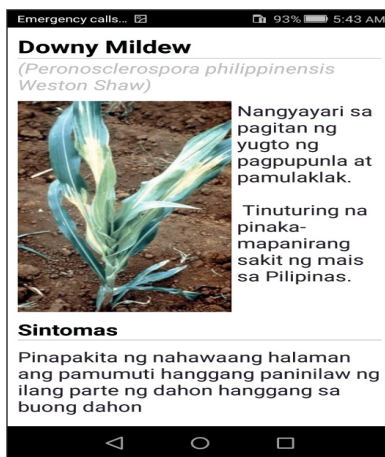 Emergency calls...
93% 5:43 AM
Downy Mildew
(Peronosclerospora philippinensis
Weston Shaw)
Nangyayari sa
pagitan ng
yugto ng
pagpupunla at
pamulaklak.
Tinuturing na
pinaka-
mapanirang
sakit ng mais
sa Pilipinas.
Sintomas
Pinapakita ng nahawaang halaman
ang pamumuti hanggang paninilaw ng
ilang parte ng dahon hanggang sa
buong dahon